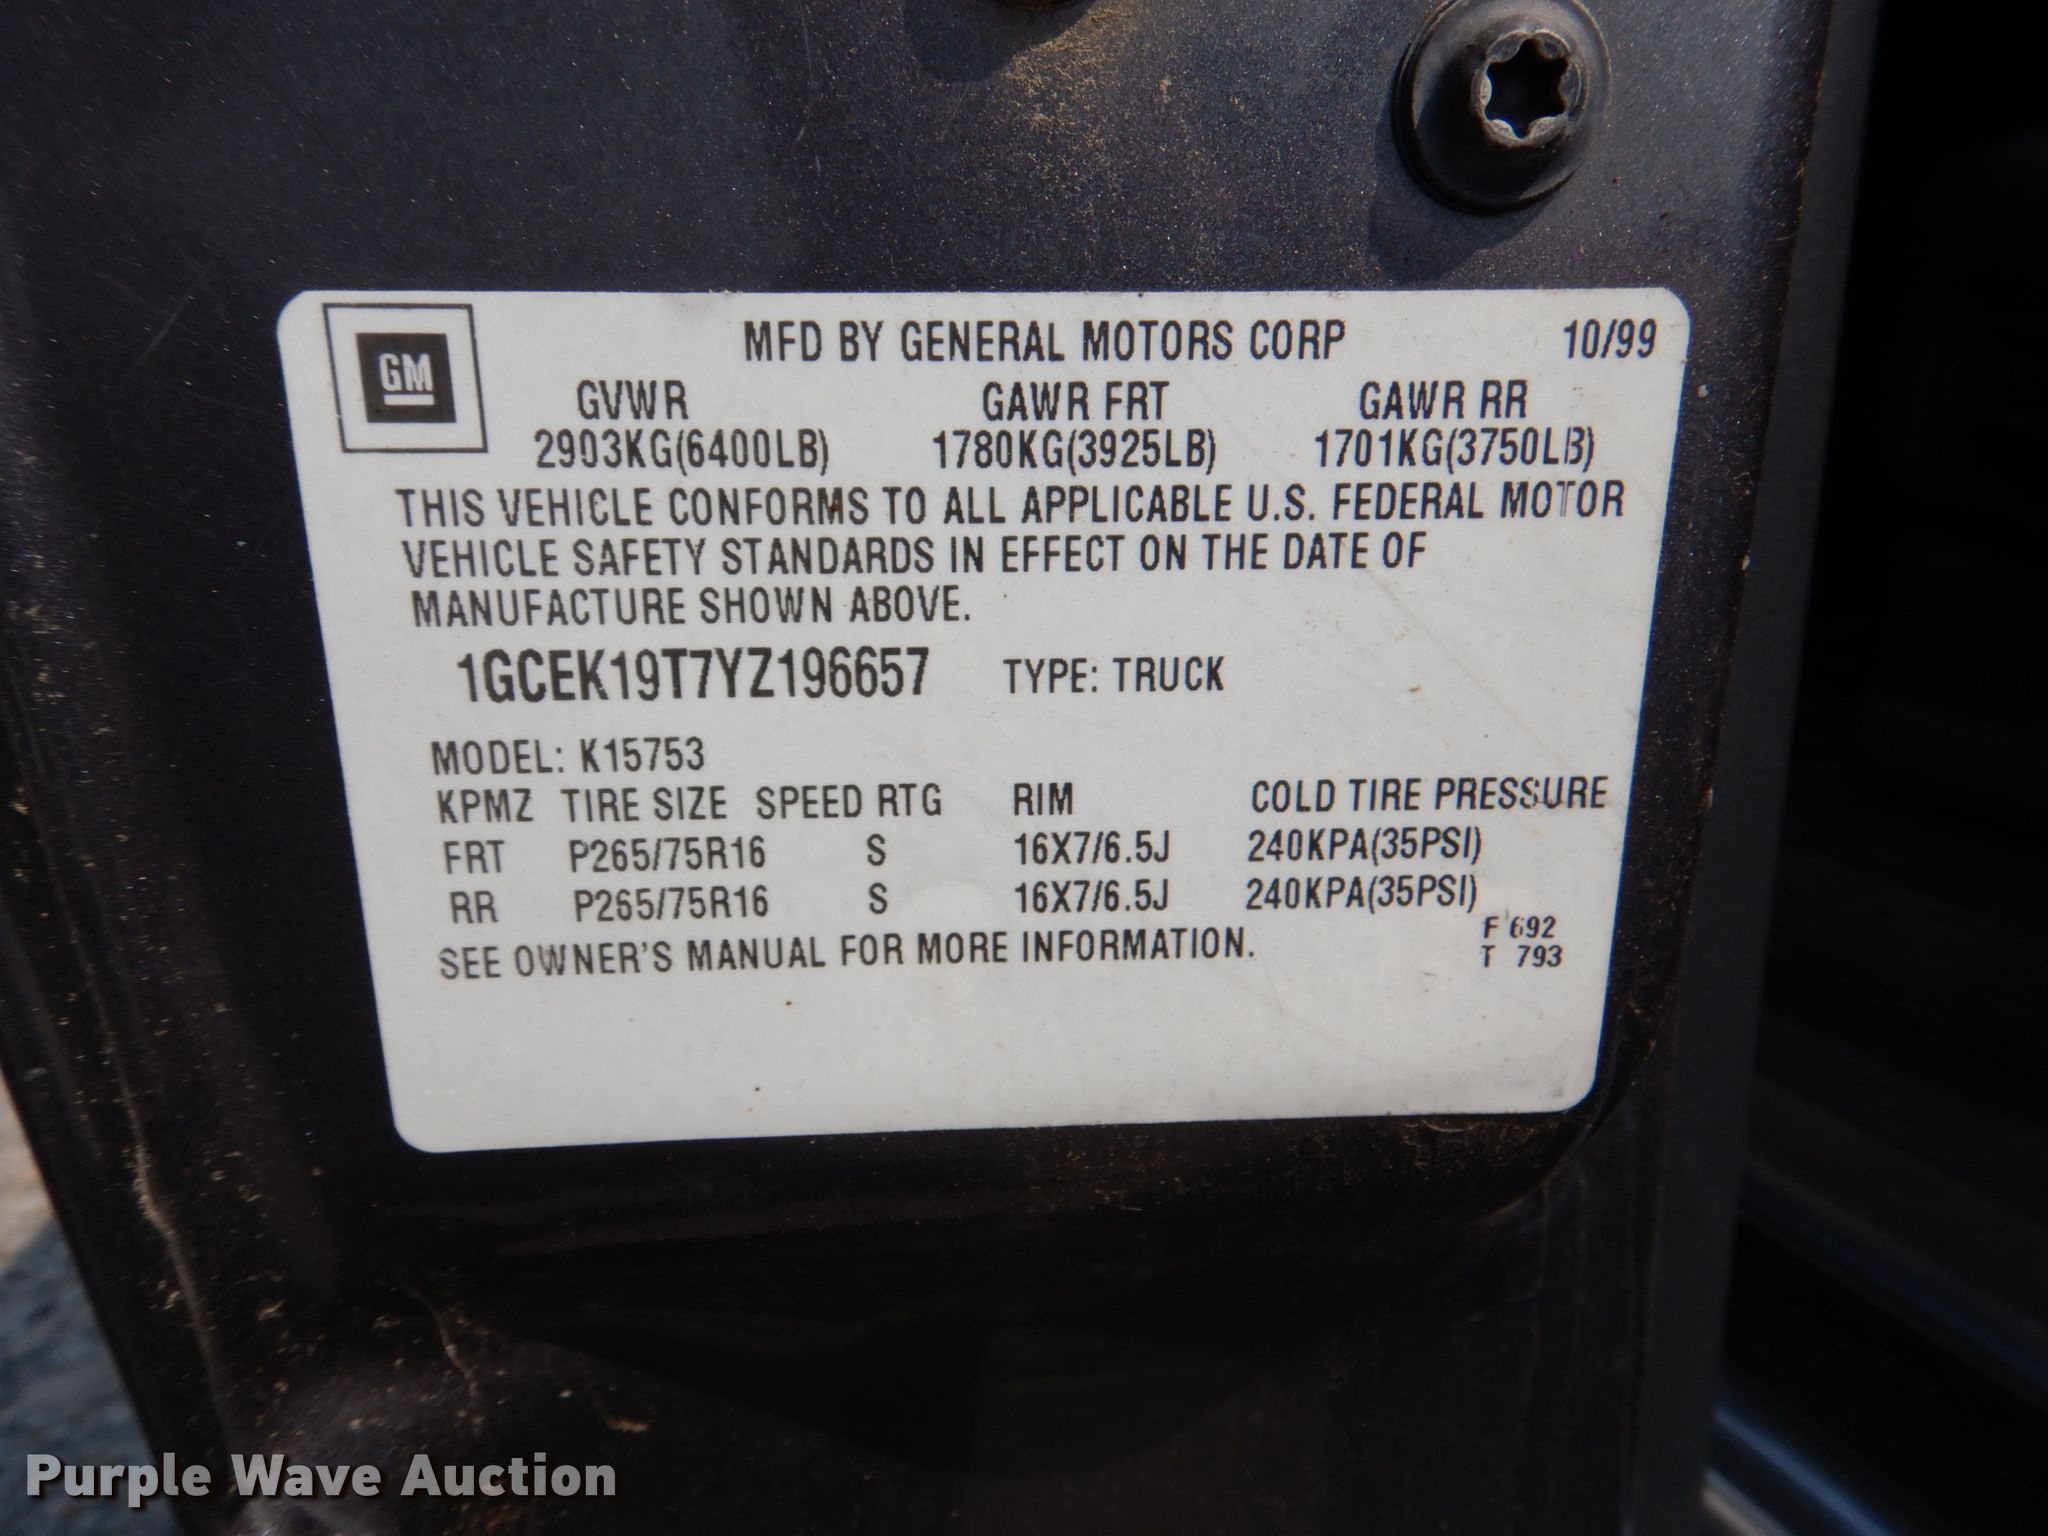 GM
MFD BY GENERAL MOTORS CORP 10/99
GVWR GAWR FRT GAWR RR
2903KG(6400LB) 1780KG(3925LB) 1701KG(3750LB)
THIS VEHICLE CONFORMS TO ALL APPLICABLE U.S. FEDERAL MOTOR
VEHICLE SAFETY STANDARDS IN EFFECT ON THE DATE OF
MANUFACTURE SHOWN ABOVE.
1GCEK19T7YZ196657 TYPE: TRUCK
MODEL: K15753
KPMZ TIRE SIZE SPEED RTG RIM COLD TIRE PRESSURE
FRT P265/75R16 S 16X7/6.5J 240KPA(35PSI)
RR P265/75R16 S 16X7/6.5J 240KPA(35PSI)
SEE OWNER'S MANUAL FOR MORE INFORMATION.
F 692
T 793
Purple Wave Auction